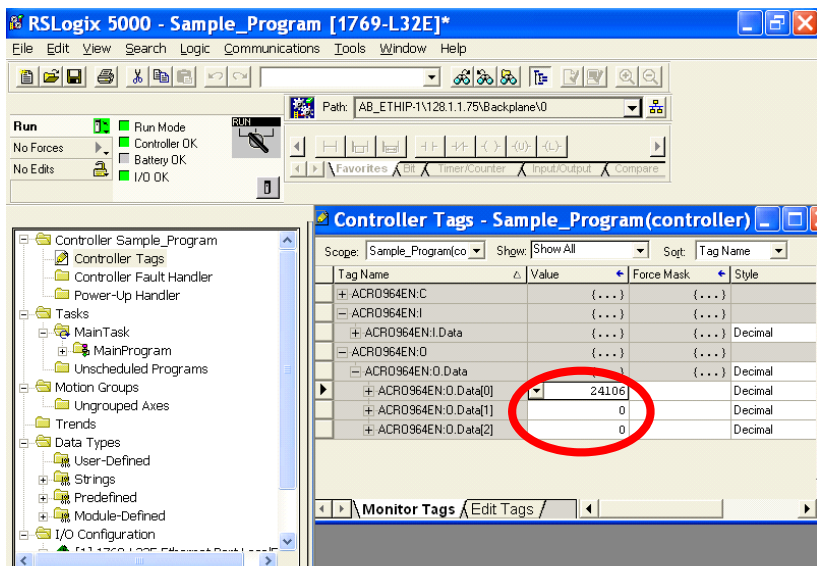 RSLogix 5000 - Sample_Program [1769-L32E]*
File Edit View Search Logic Communications Tools Window Help
Path: AB_ETHIP-1\128.1.1.75\Backplane\0
Run
No Forces
No Edits
Run Mode
Controller OK
Battery OK
I/O OK
RUN
Favorites Bit Timer/Counter Input/Output Compare
Controller Sample_Program
Controller Tags
Controller Fault Handler
Power-Up Handler
Tasks
MainTask
MainProgram
Unscheduled Programs
Motion Groups
Ungrouped Axes
Trends
Data Types
User-Defined
Strings
Predefined
Module-Defined
I/O Configuration
Controller Tags - Sample_Program(controller)
Scope: Sample_Program(co Show: Show All Sort: Tag Name
Tag Name Value Force Mask Style
ACRO964EN:C {...} {...}
ACRO964EN:I {...} {...}
ACRO964EN:I.Data {...} {...} Decimal
ACRO964EN:O {...} {...}
ACRO964EN:O.Data {...} {...} Decimal
ACRO964EN:O.Data[0] 24106 Decimal
ACRO964EN:O.Data[1] 0 Decimal
ACRO964EN:O.Data[2] 0 Decimal
Monitor Tags Edit Tags